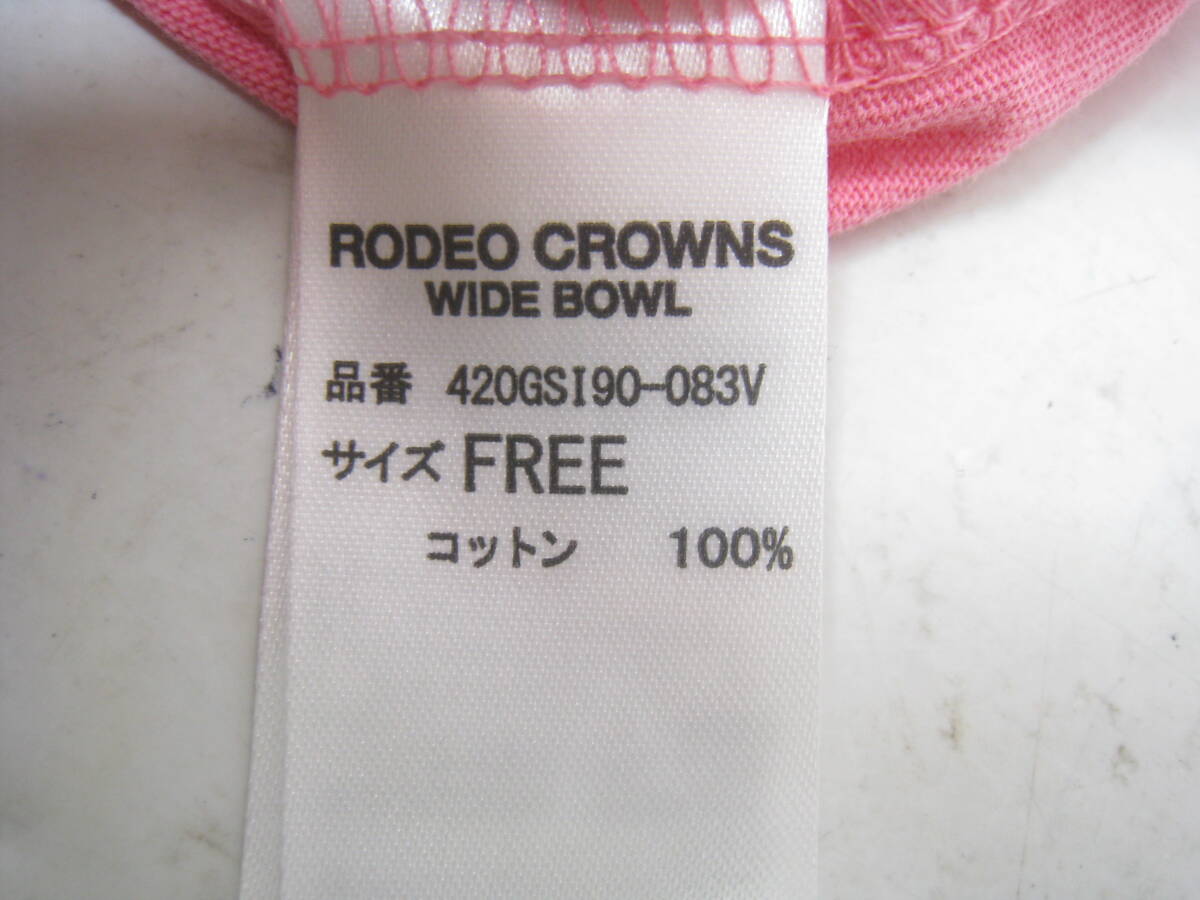 RODEO CROWNS
WIDE BOWL
品番 420GSI90-083V
サイズ FREE
コットン 100%